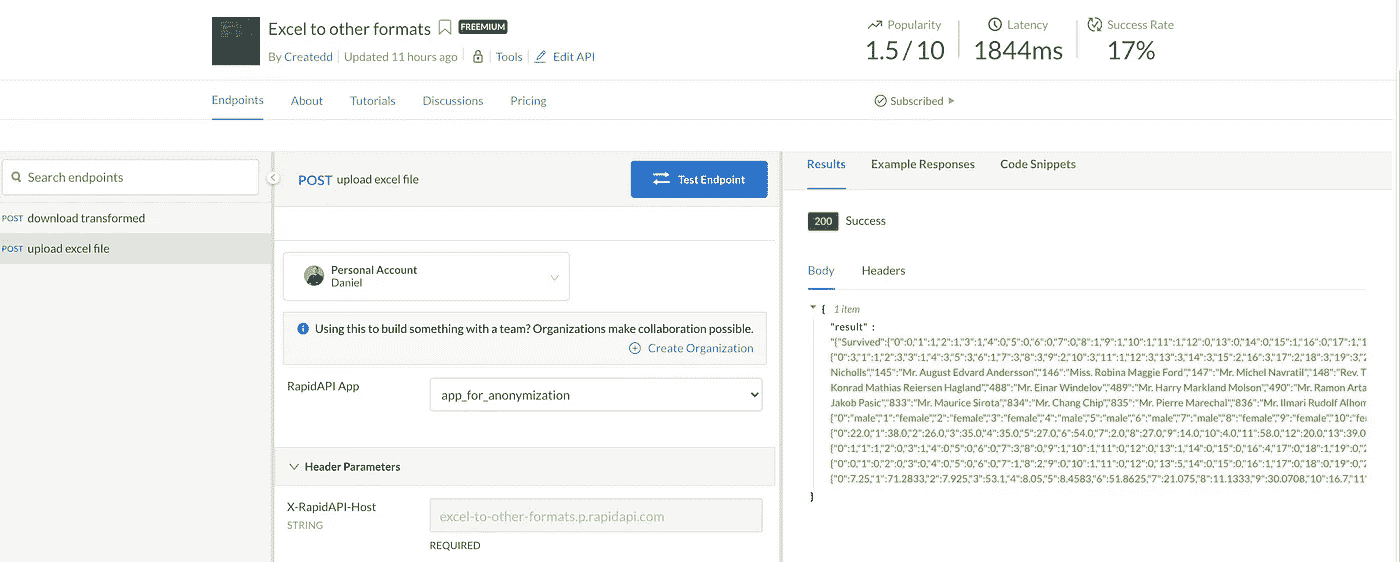 Excel to other formats FREEMIUM
By Createdd Updated 11 hours ago Tools Edit API
Popularity Latency Success Rate
1.5 / 10 1844ms 17%
Endpoints About Tutorials Discussions Pricing
Subscribed
Search endpoints
POST download transformed
POST upload excel file
POST upload excel file
Test Endpoint
Personal Account
Daniel
Using this to build something with a team? Organizations make collaboration possible.
Create Organization
RapidAPI App
app_for_anonymization
Header Parameters
X-RapidAPI-Host
STRING
excel-to-other-formats.p.rapidapi.com
REQUIRED
Results Example Responses Code Snippets
200 Success
Body Headers
{ 1 item
"result" :
"{"Survived":{"0":0,"1":1,"2":1,"3":1,"4":0,"5":0,"6":0,"7":0,"8":1,"9":1,"10":1,"11":1,"12":0,"13":0,"14":0,"15":1,"16":0,"17":1,"1
{"0":3,"1":1,"2":3,"3":1,"4":3,"5":3,"6":1,"7":3,"8":3,"9":2,"10":3,"11":1,"12":3,"13":3,"14":3,"15":2,"16":3,"17":2,"18":3,"19":3,"2
Nicholls","145":"Mr. August Edvard Andersson","146":"Miss. Robina Maggie Ford","147":"Mr. Michel Navratil","148":"Rev. T
Konrad Mathias Reiersen Hagland","488":"Mr. Einar Windelov","489":"Mr. Harry Markland Molson","490":"Mr. Ramon Arta
Jakob Pasic","833":"Mr. Maurice Sirota","834":"Mr. Chang Chip","835":"Mr. Pierre Marechal","836":"Mr. Ilmari Rudolf Alhom
{"0":"male","1":"female","2":"female","3":"female","4":"male","5":"male","6":"male","7":"male","8":"female","9":"female","10":"fe
{"0":22.0,"1":38.0,"2":26.0,"3":35.0,"4":35.0,"5":27.0,"6":54.0,"7":2.0,"8":27.0,"9":14.0,"10":4.0,"11":58.0,"12":20.0,"13":39.0
{"0":1,"1":1,"2":0,"3":1,"4":0,"5":0,"6":0,"7":3,"8":0,"9":1,"10":1,"11":0,"12":0,"13":1,"14":0,"15":0,"16":4,"17":0,"18":1,"19":0,"2
{"0":0,"1":0,"2":0,"3":0,"4":0,"5":0,"6":0,"7":1,"8":2,"9":0,"10":1,"11":0,"12":0,"13":5,"14":0,"15":0,"16":1,"17":0,"18":0,"19":0,"2
{"0":7.25,"1":71.2833,"2":7.925,"3":53.1,"4":8.05,"5":8.4583,"6":51.8625,"7":21.075,"8":11.1333,"9":30.0708,"10":16.7,"11"
}